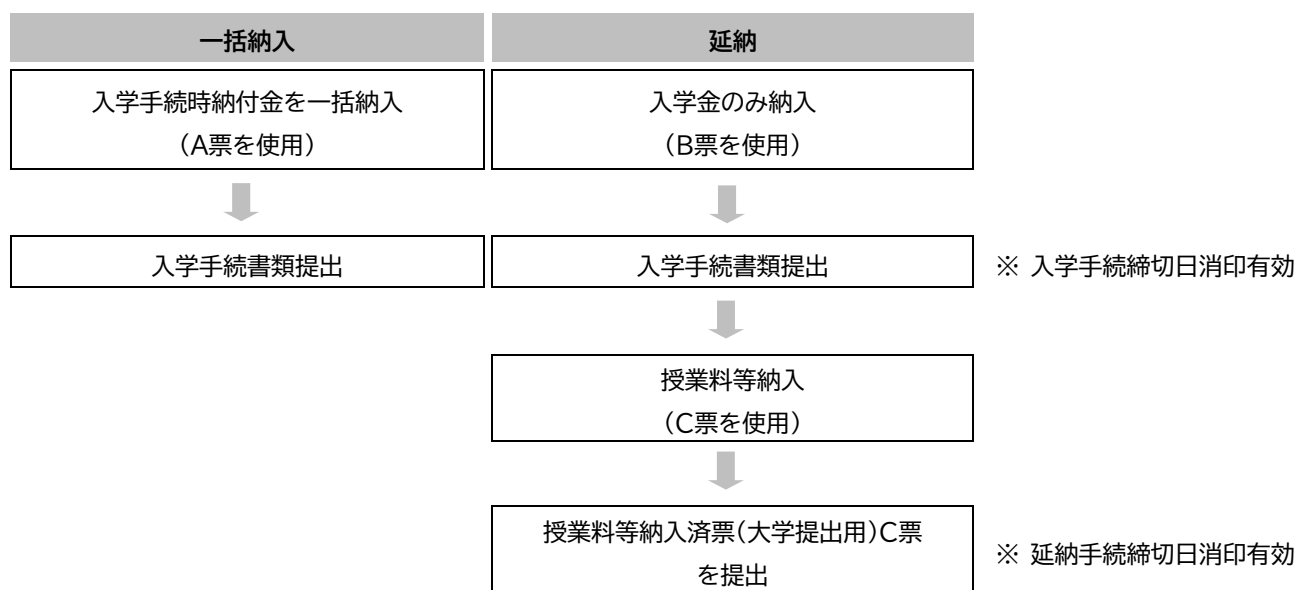 一括納入
延納
入学手続時納付金を一括納入
（A票を使用）
入学金のみ納入
（B票を使用）
入学手続書類提出
入学手続書類提出
※ 入学手続締切日消印有効
授業料等納入
（C票を使用）
授業料等納入済票（大学提出用）C票
を提出
※ 延納手続締切日消印有効